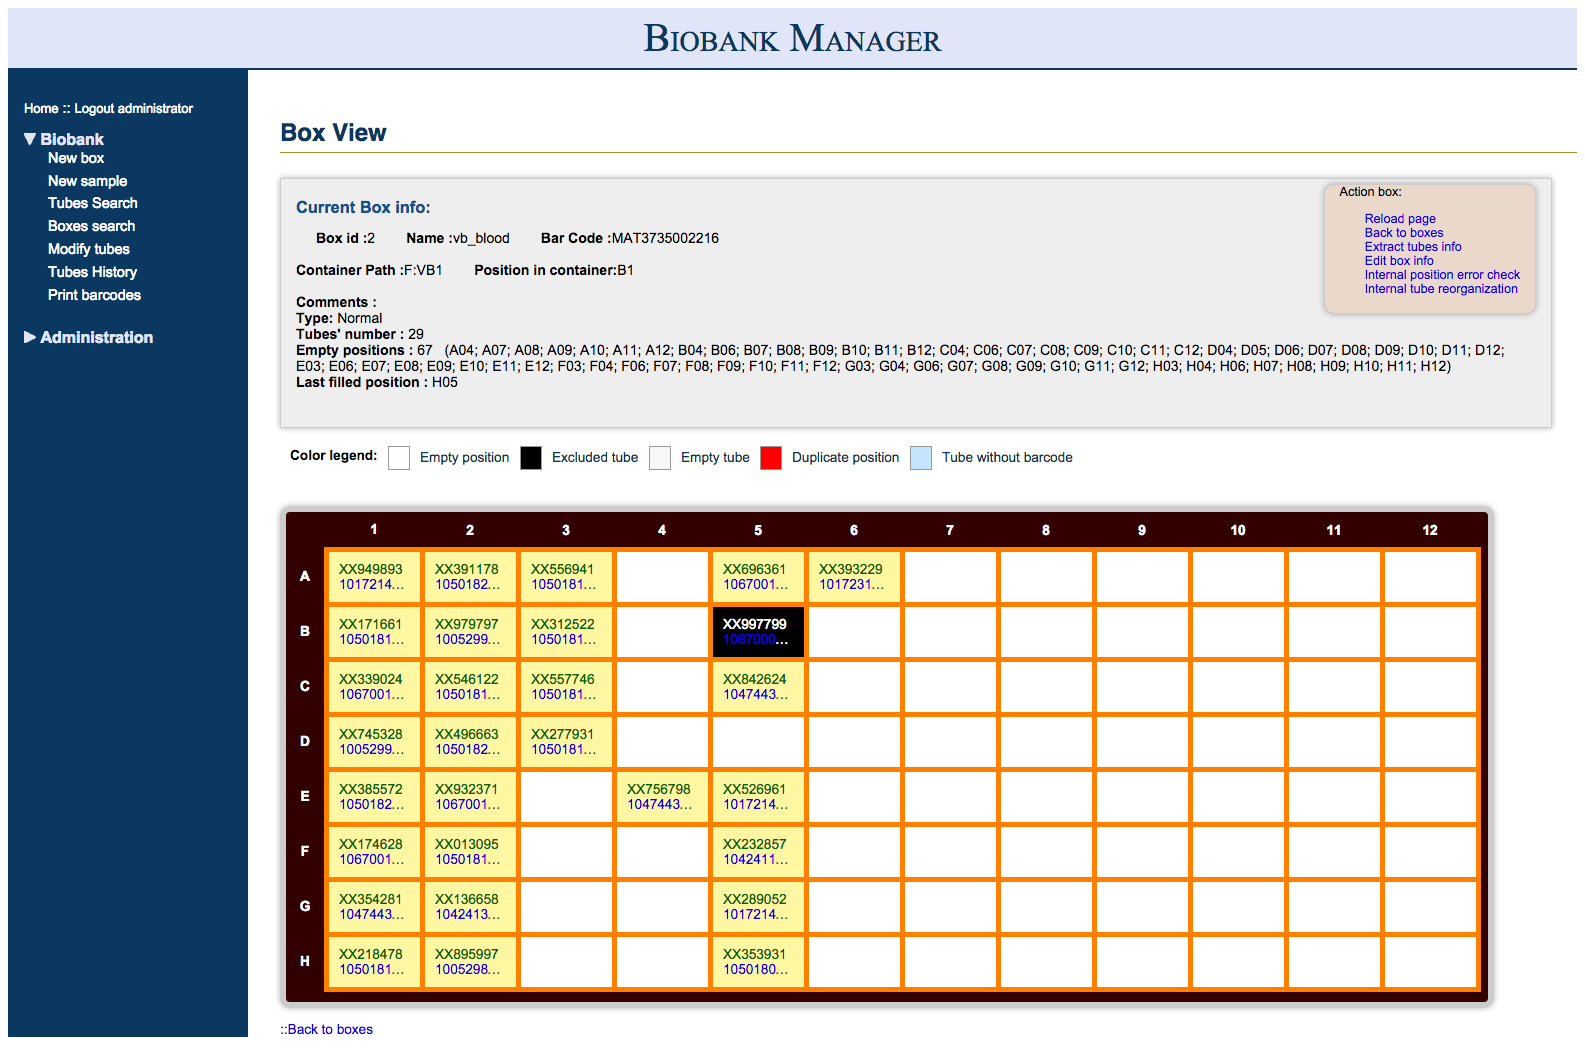 BIOBANK MANAGER
Home :: Logout administrator
▼ Biobank
New box
New sample
Tubes Search
Boxes search
Modify tubes
Tubes History
Print barcodes
▶ Administration
Box View
Current Box info:
Box id :2 Name :vb_blood Bar Code :MAT3735002216
Container Path :F:VB1 Position in container:B1
Comments :
Type: Normal
Tubes' number : 29
Empty positions : 67 (A04; A07; A08; A09; A10; A11; A12; B04; B06; B07; B08; B09; B10; B11; B12; C04; C06; C07; C08; C09; C10; C11; C12; D04; D05; D06; D07; D08; D09; D10; D11; D12;
E03; E06; E07; E08; E09; E10; E11; E12; F03; F04; F06; F07; F08; F09; F10; F11; F12; G03; G04; G06; G07; G08; G09; G10; G11; G12; H03; H04; H06; H07; H08; H09; H10; H11; H12)
Last filled position : H05
Action box:
Reload page
Back to boxes
Extract tubes info
Edit box info
Internal position error check
Internal tube reorganization
Color legend: Empty position Excluded tube Empty tube Duplicate position Tube without barcode
1 2 3 4 5 6 7 8 9 10 11 12
A XX949893 XX391178 XX556941 XX696361 XX393229
1017214... 1050182... 1050181... 1067001... 1017231...
B XX171661 XX979797 XX312522 XX997799
1050181... 1005299... 1050181... 1067000...
C XX339024 XX546122 XX557746 XX842624
1067001... 1050181... 1050181... 1047443...
D XX745328 XX496663 XX277931
1005299... 1050182... 1050181...
E XX385572 XX932371 XX756798 XX526961
1050182... 1067001... 1047443... 1017214...
F XX174628 XX013095 XX232857
1067001... 1050181... 1042411...
G XX354281 XX136658 XX289052
1047443... 1042413... 1017214...
H XX218478 XX895997 XX353931
1050181... 1005298... 1050180...
::Back to boxes